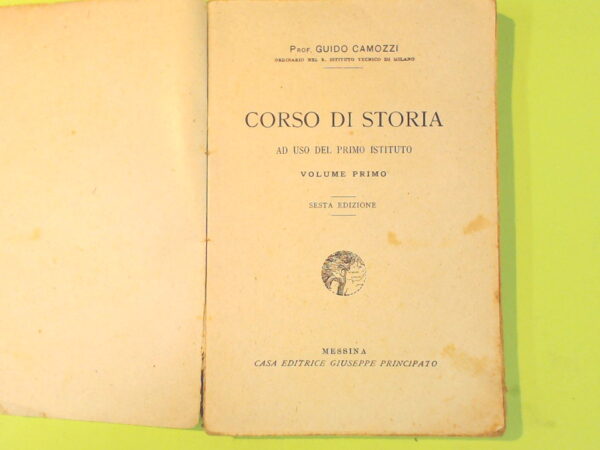 Prof. GUIDO CAMOZZI
ORDINARIO NEL R. ISTITUTO TECNICO DI MILANO
CORSO DI STORIA
AD USO DEL PRIMO ISTITUTO
VOLUME PRIMO
SESTA EDIZIONE
MESSINA
CASA EDITRICE GIUSEPPE PRINCIPATO